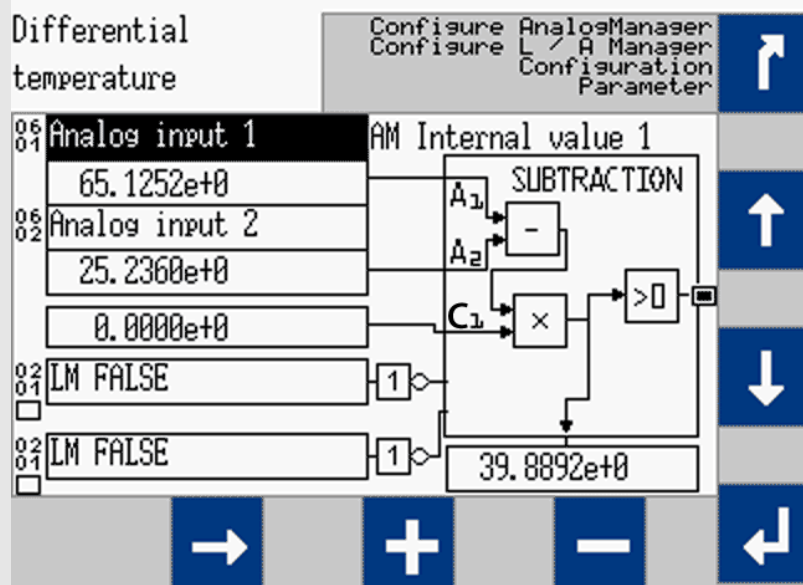 Differential
temperature
Configure AnalogManager
Configure L / A Manager
Configuration
Parameter
06
01
Analog input 1
AM Internal value 1
65.1252e+0
SUBTRACTION
A1
06
02
Analog input 2
-
25.2360e+0
A2
>0
0.0000e+0
C1
×
02
01
LM FALSE
1
02
01
LM FALSE
1
39.8892e+0